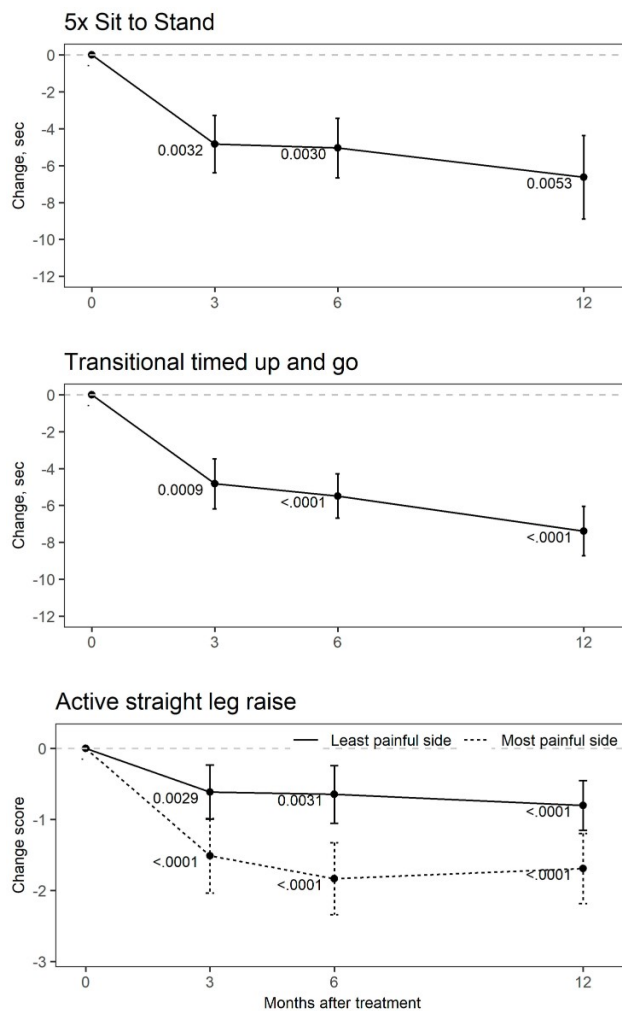 5x Sit to Stand
Change, sec
0
-2
-4
-6
-8
-10
-12
0.0032
0.0030
0.0053
0 3 6 12
Transitional timed up and go
Change, sec
0
-2
-4
-6
-8
-10
-12
0.0009
<.0001
<.0001
0 3 6 12
Active straight leg raise
Least painful side Most painful side
Change score
0
-1
-2
-3
0.0029
0.0031
<.0001
<.0001
<.0001
<.0001
0 3 6 12
Months after treatment